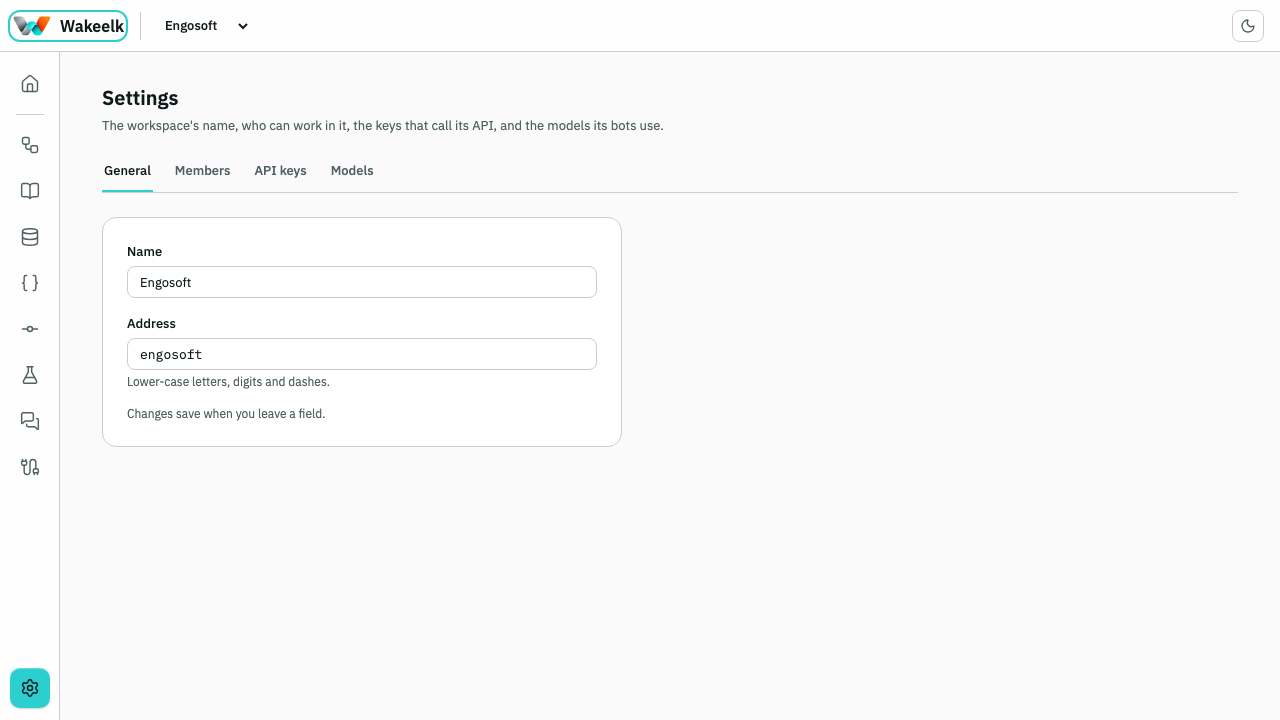 Wakeelk
Engosoft
Settings
The workspace's name, who can work in it, the keys that call its API, and the models its bots use.
General Members API keys Models
Name
Engosoft
Address
engosoft
Lower-case letters, digits and dashes.
Changes save when you leave a field.